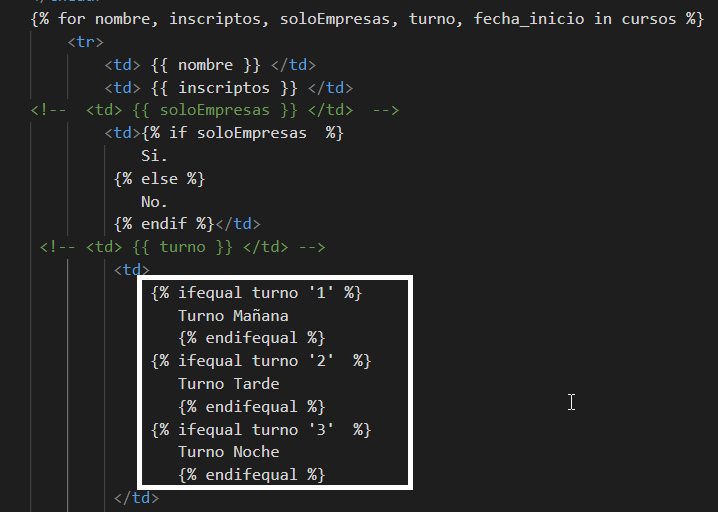 {% for nombre, inscriptos, soloEmpresas, turno, fecha_inicio in cursos %}
<tr>
<td> {{ nombre }} </td>
<td> {{ inscriptos }} </td>
<!--  <td> {{ soloEmpresas }} </td>  -->
<td>{% if soloEmpresas  %}
Si.
{% else %}
No.
{% endif %}</td>
<!-- <td> {{ turno }} </td> -->
<td>
{% ifequal turno '1' %}
Turno Mañana
{% endifequal %}
{% ifequal turno '2'  %}
Turno Tarde
{% endifequal %}
{% ifequal turno '3'  %}
Turno Noche
{% endifequal %}
</td>